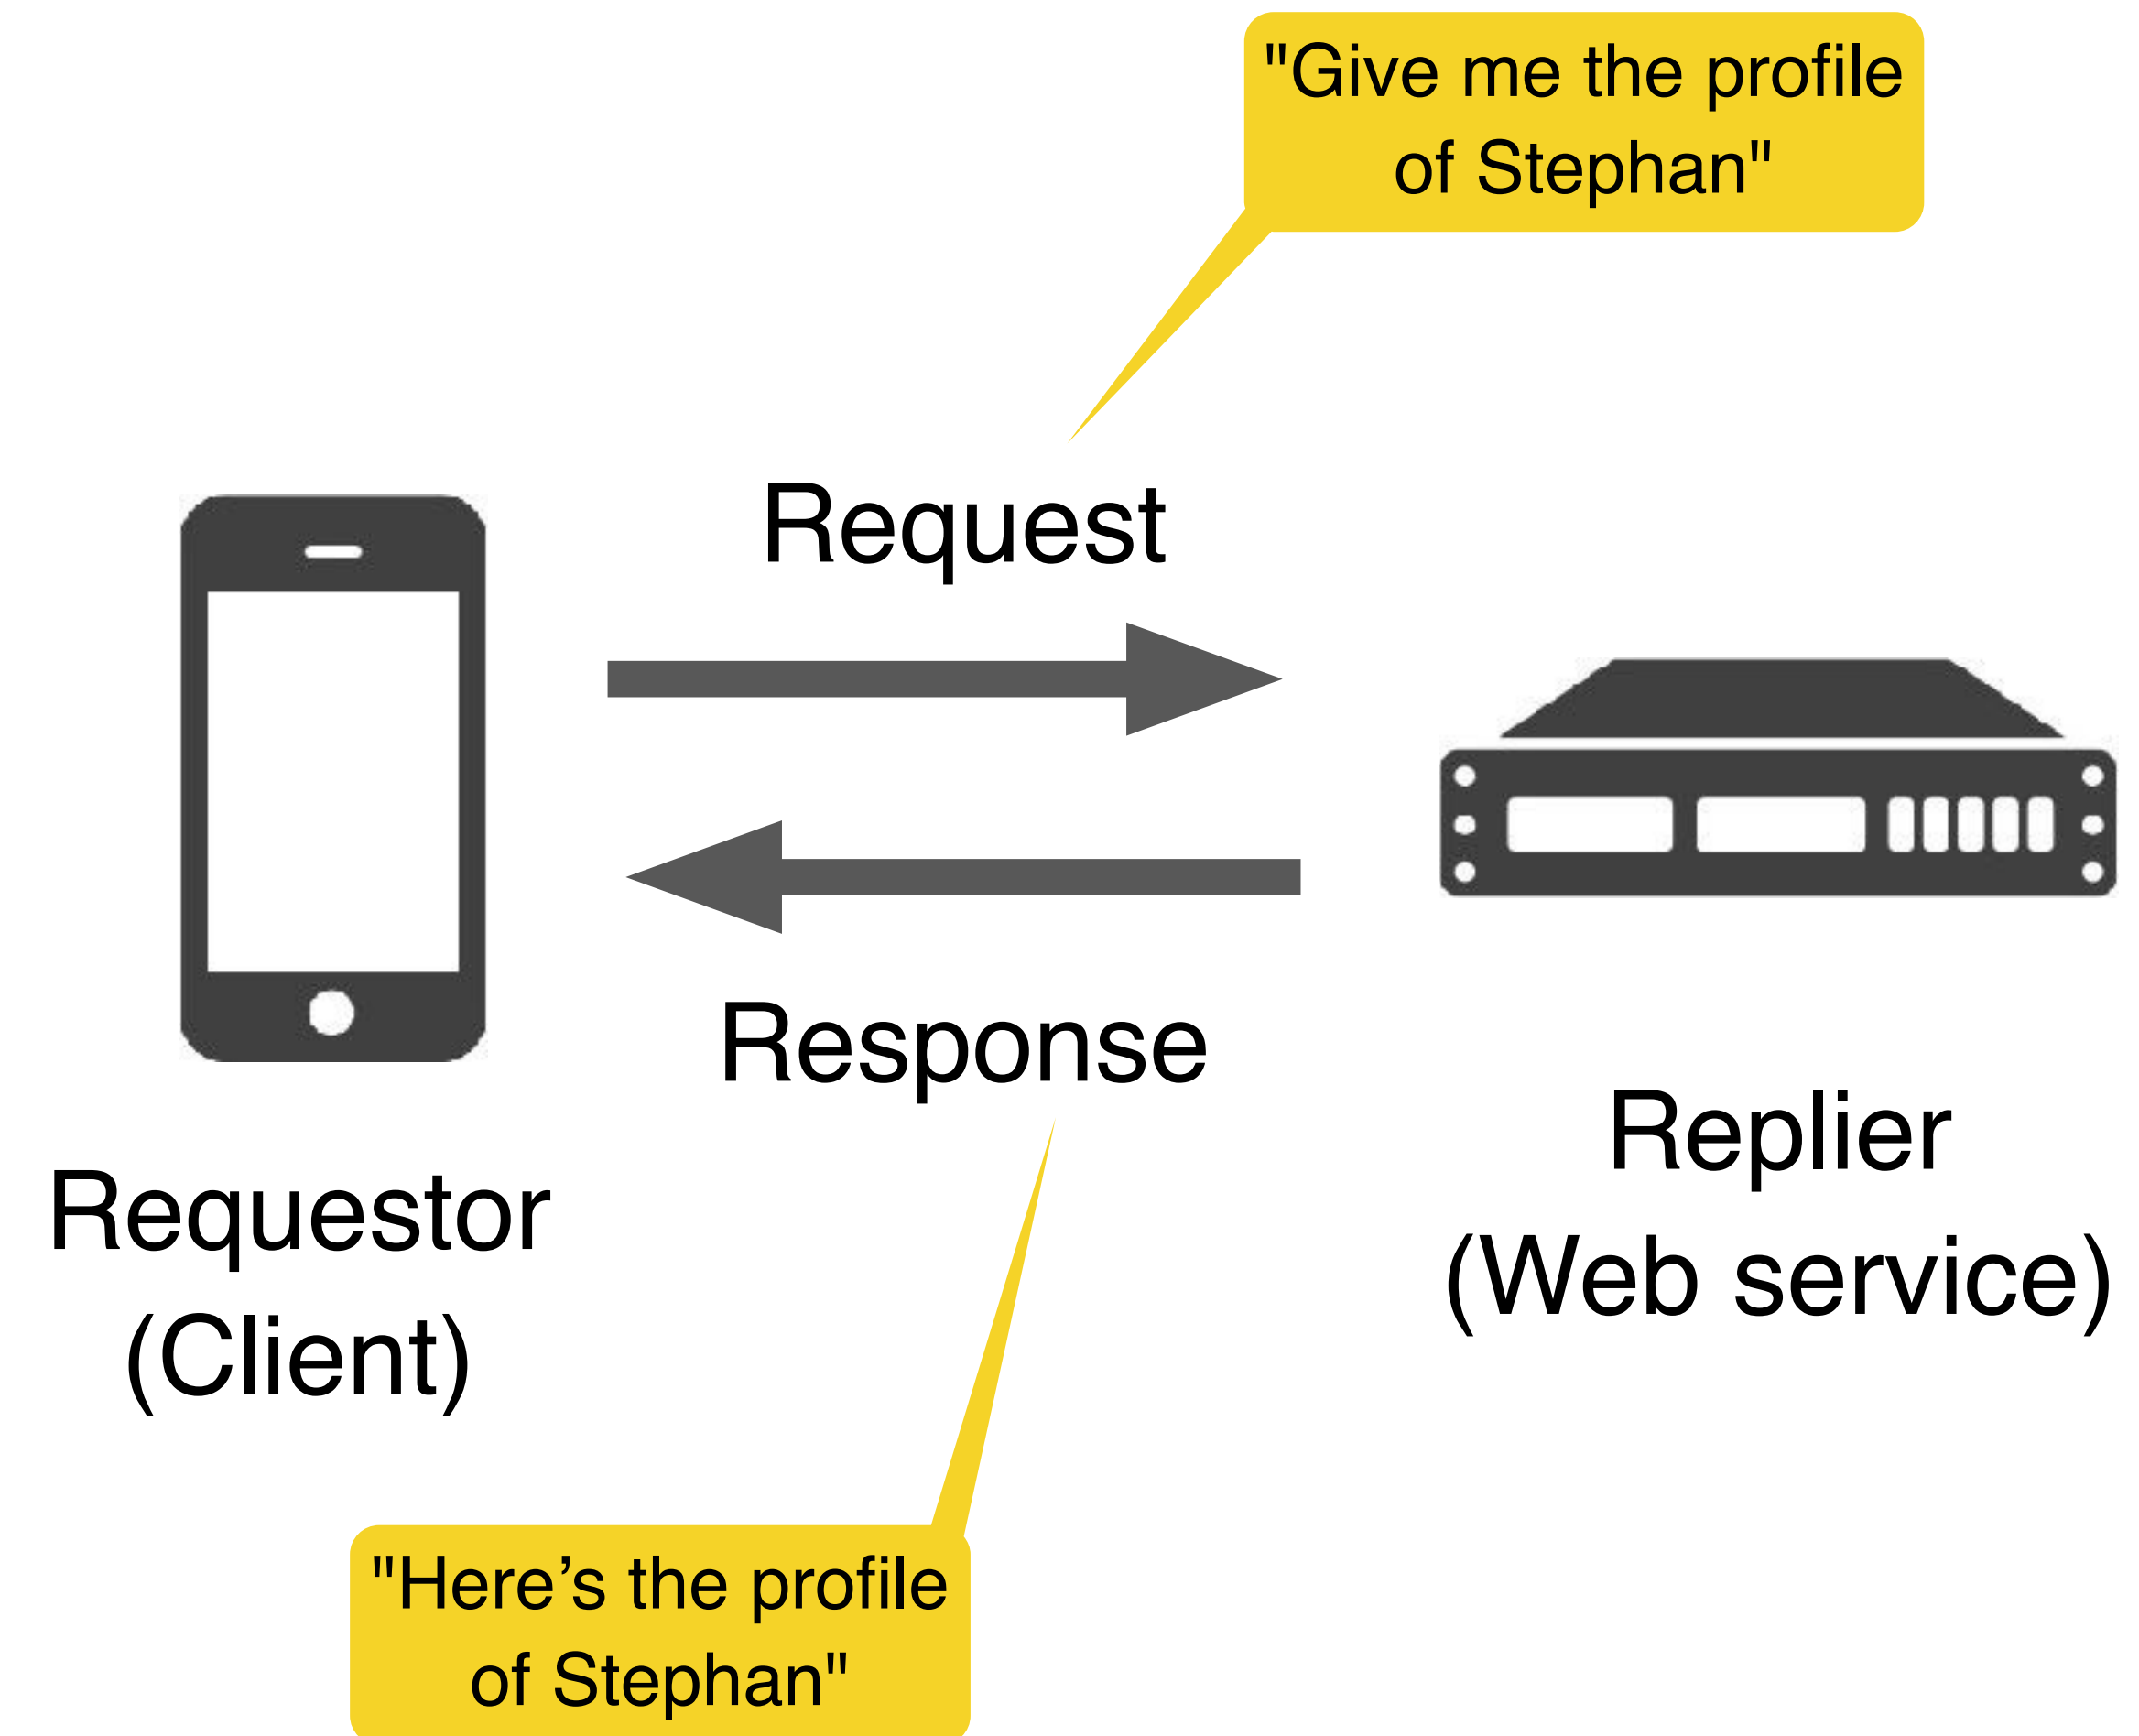 "Give me the profile
of Stephan"
Request
Response
Requestor
(Client)
Replier
(Web service)
"Here’s the profile
of Stephan"